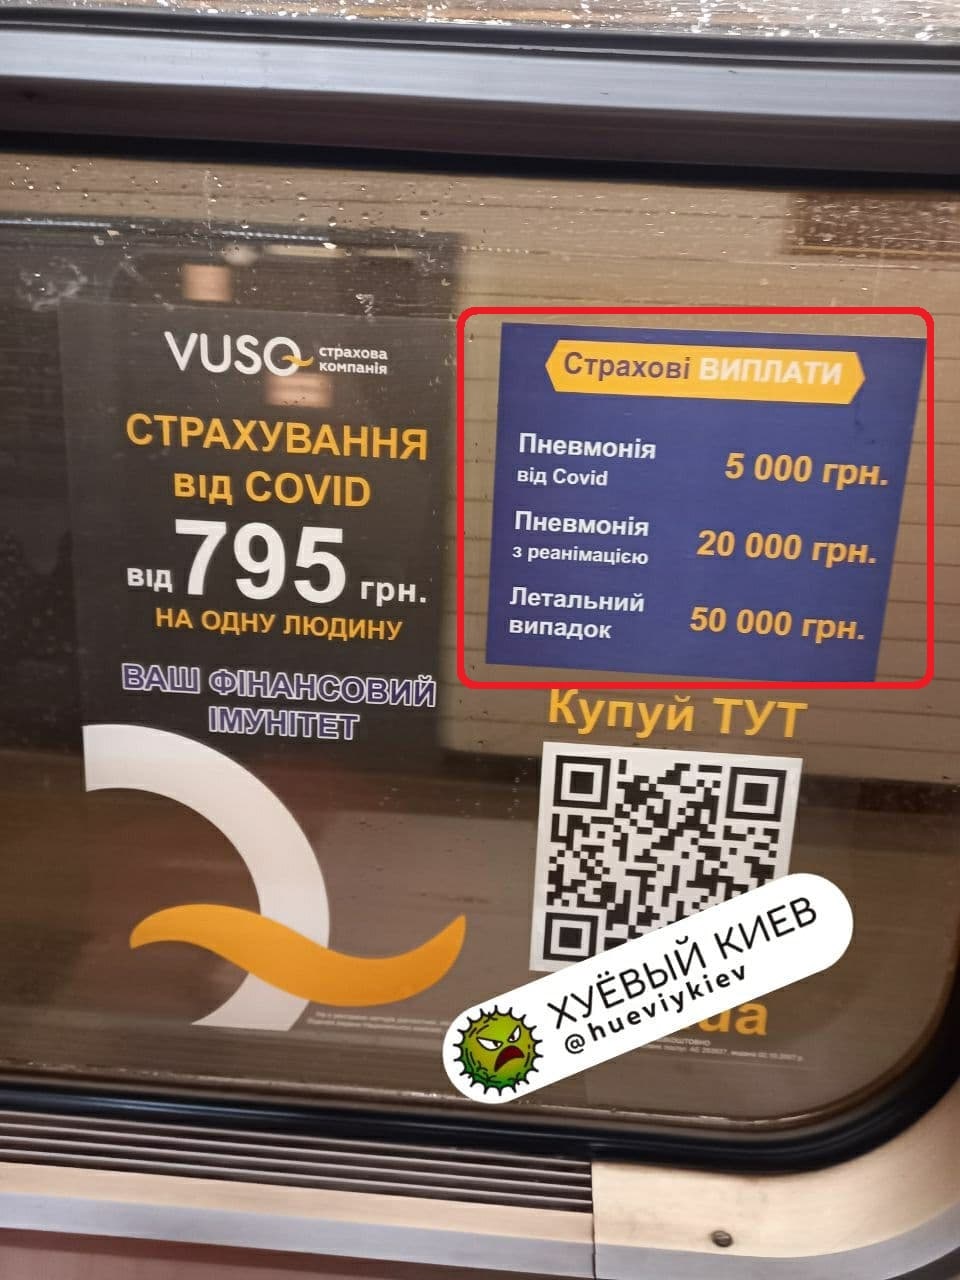 VUSO страхова
компанія
СТРАХУВАННЯ
від COVID
від 795 грн.
НА ОДНУ ЛЮДИНУ
ВАШ ФІНАНСОВИЙ
ІМУНІТЕТ
Страхові ВИПЛАТИ
Пневмонія
від Covid
5 000 грн.
Пневмонія
з реанімацією
20 000 грн.
Летальний
випадок
50 000 грн.
Купуй ТУТ
ХУЁВЫЙ КИЕВ
@hueviykiev